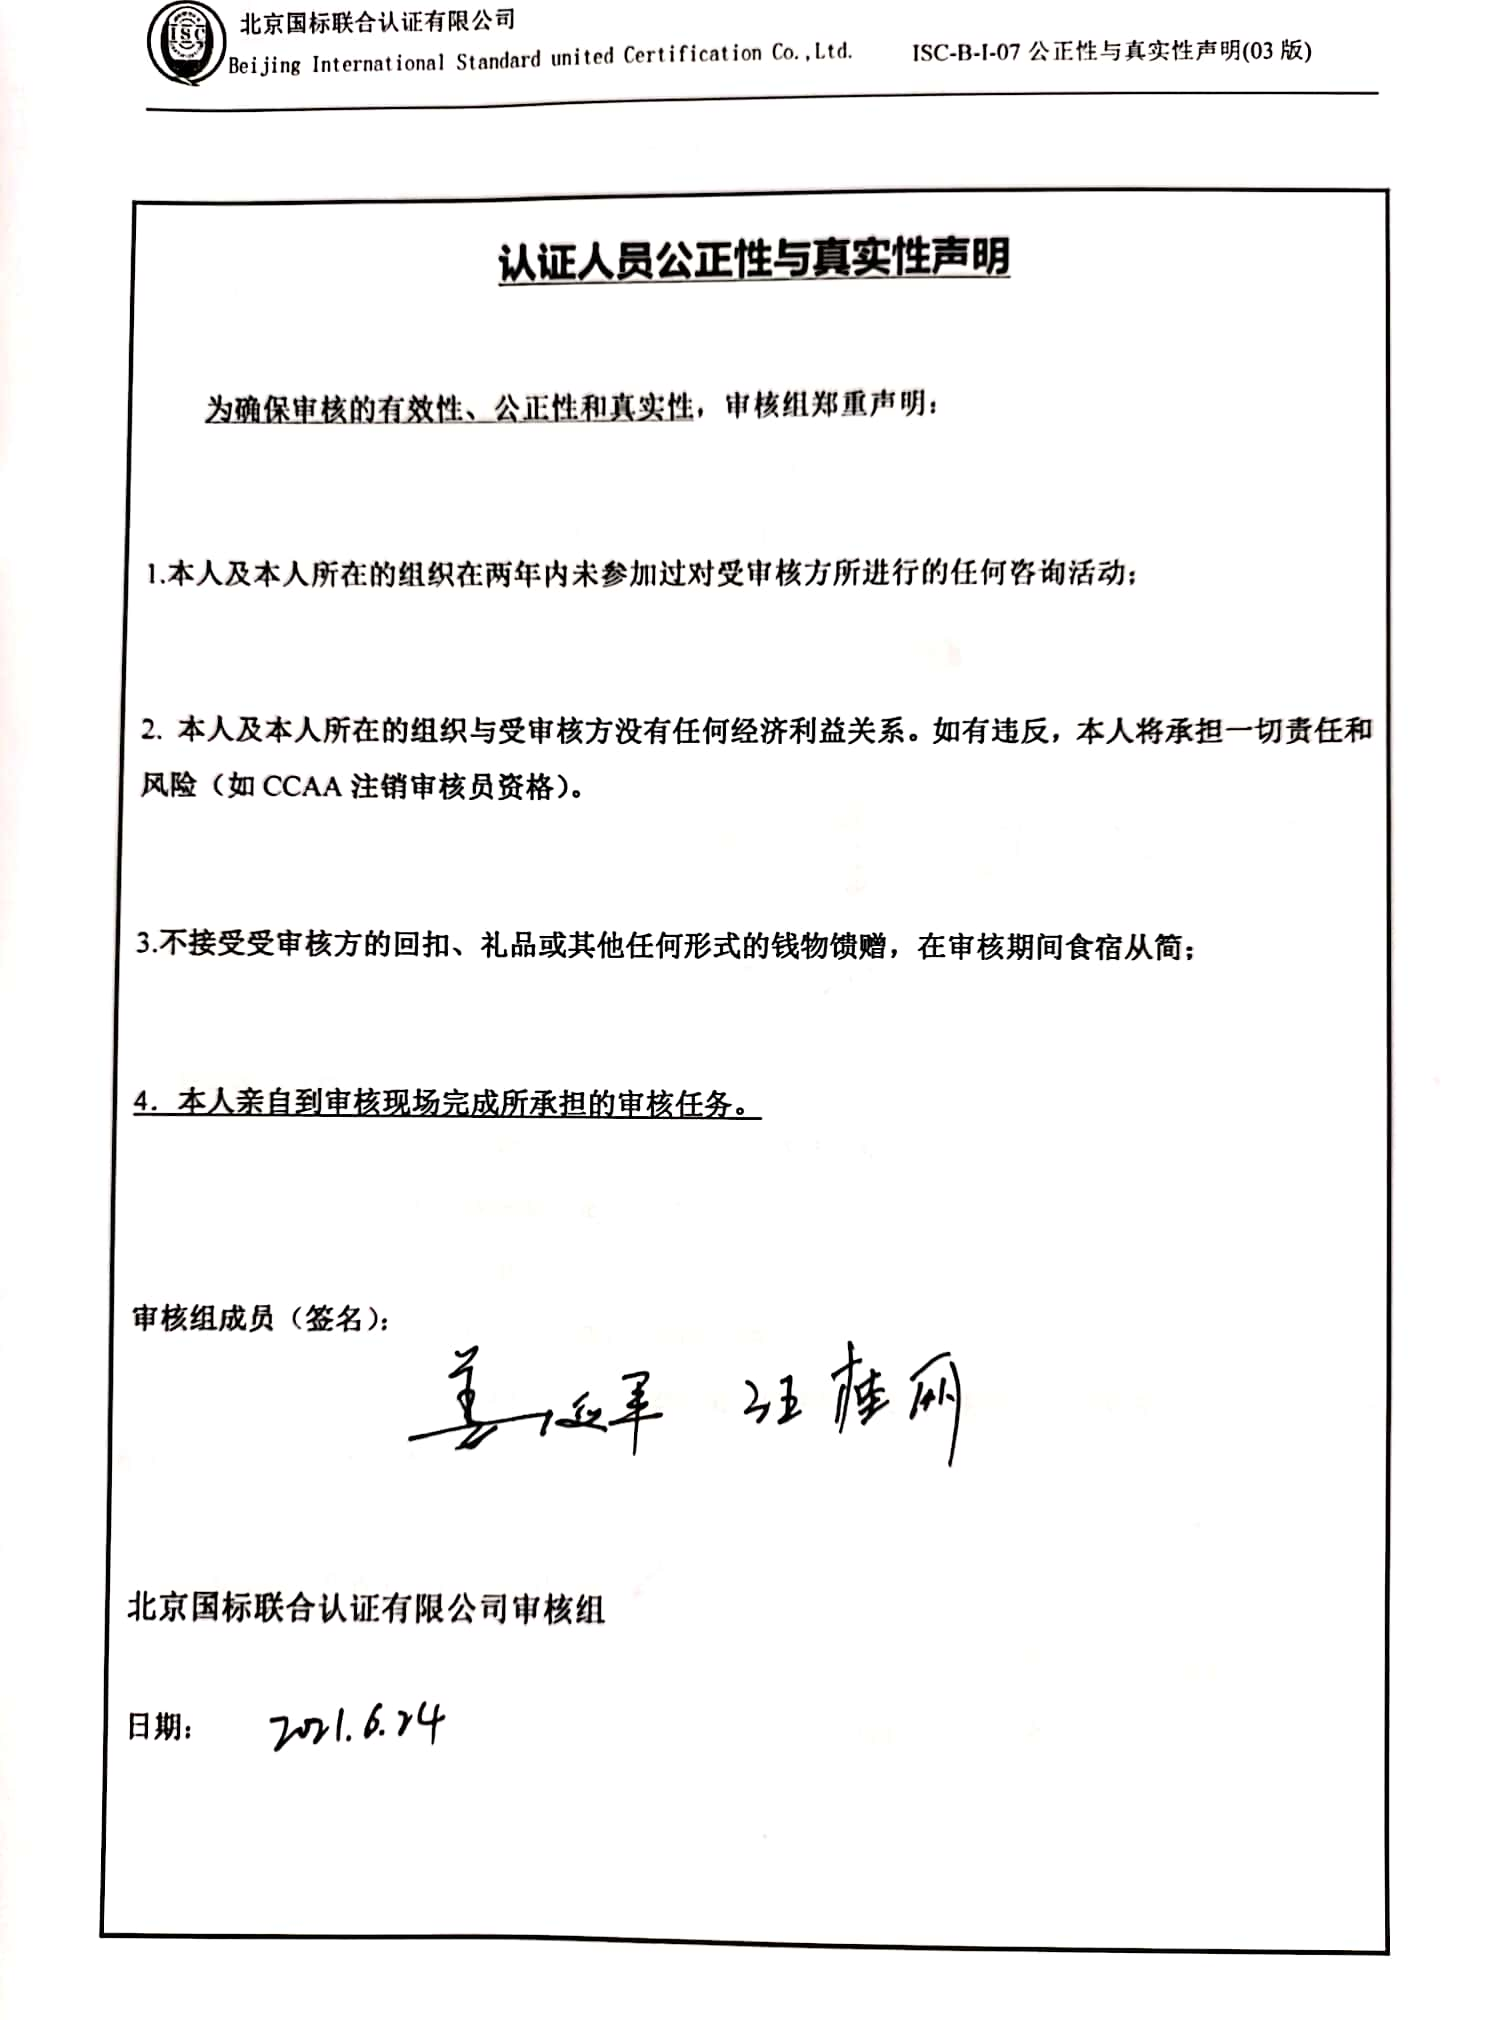 ISC
北京国标联合认证有限公司
Beijing International Standard united Certification Co.,Ltd. ISC-B-I-07 公正性与真实性声明(03 版)
认证人员公正性与真实性声明
为确保审核的有效性、公正性和真实性，审核组郑重声明：
1.本人及本人所在的组织在两年内未参加过对受审核方所进行的任何咨询活动；
2. 本人及本人所在的组织与受审核方没有任何经济利益关系。如有违反，本人将承担一切责任和
风险（如 CCAA 注销审核员资格）。
3.不接受受审核方的回扣、礼品或其他任何形式的钱物馈赠，在审核期间食宿从简；
4．本人亲自到审核现场完成所承担的审核任务。
审核组成员（签名）：
汪桂丽
北京国标联合认证有限公司审核组
日期： 2021.6.24